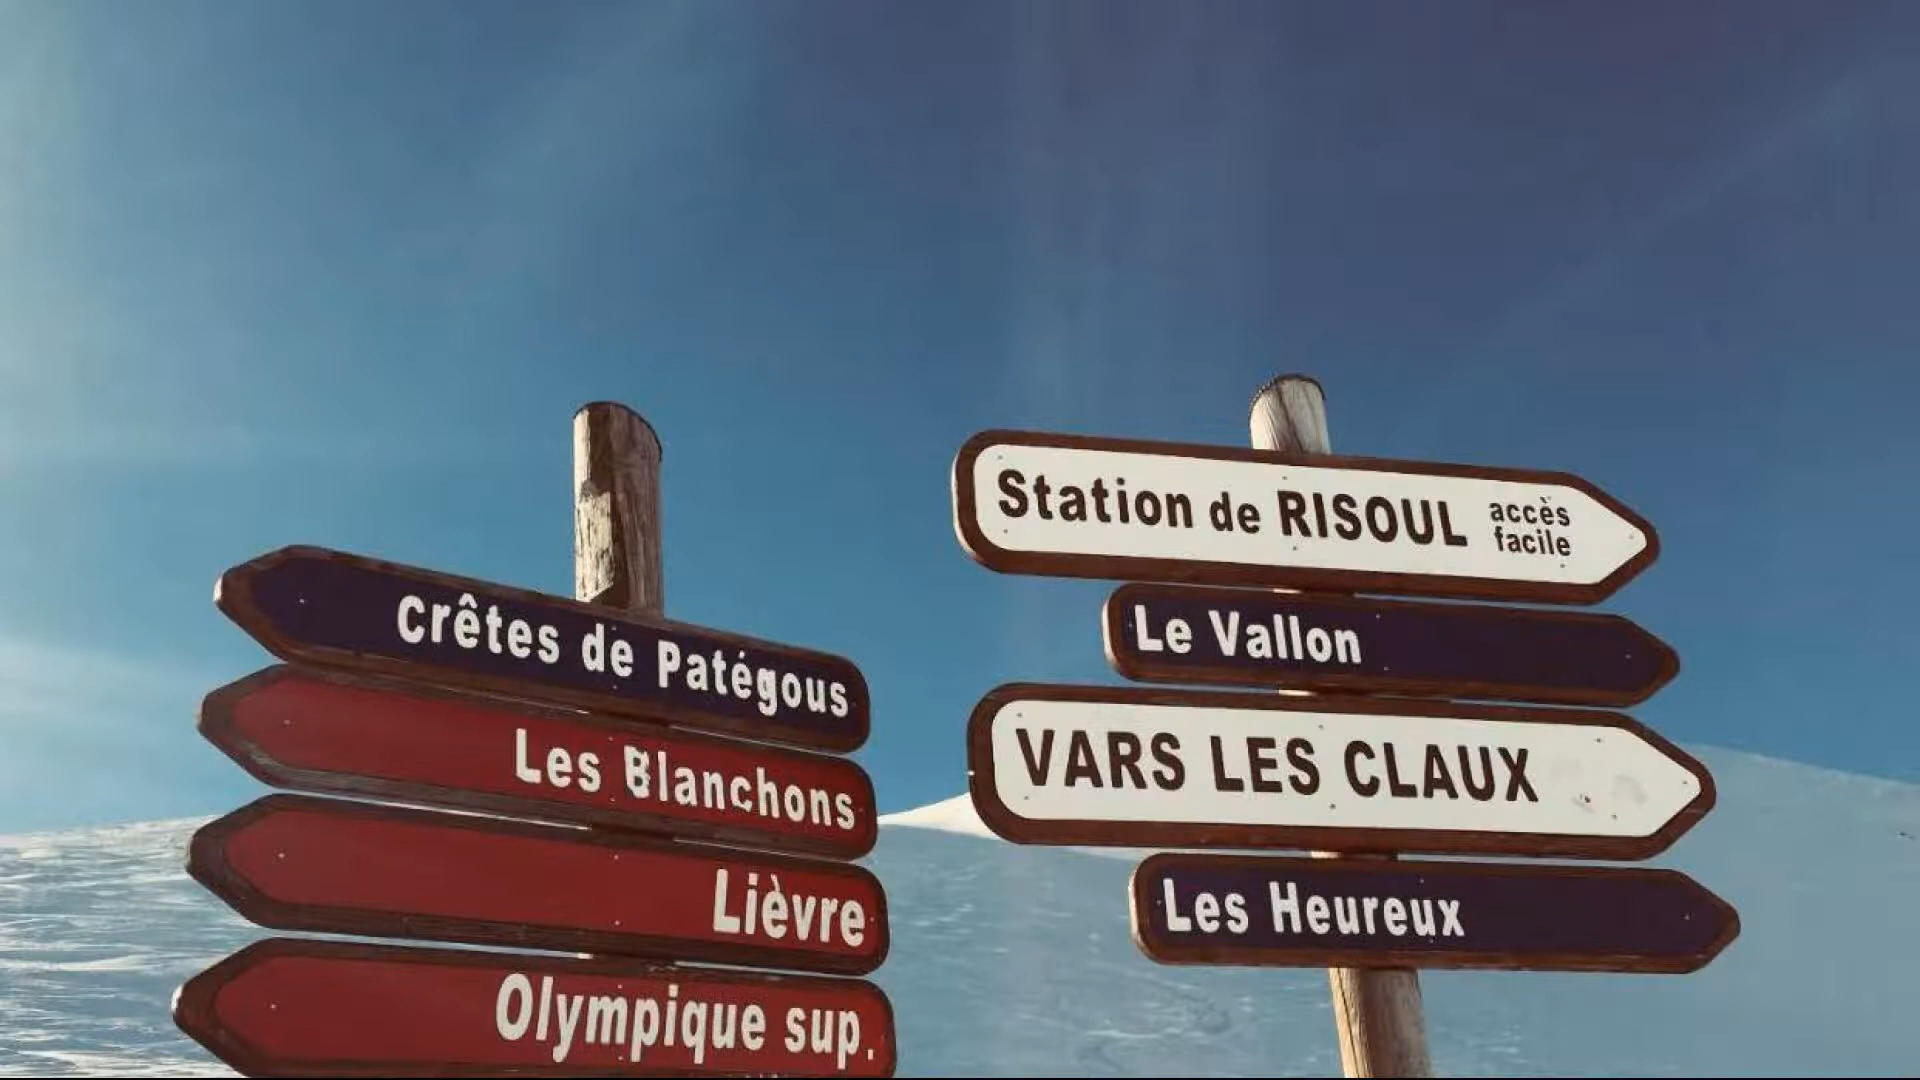 Crêtes de Patégous
Les Blanchons
Lièvre
Olympique sup.
Station de RISOUL accès
facile
Le Vallon
VARS LES CLAUX
Les Heureux